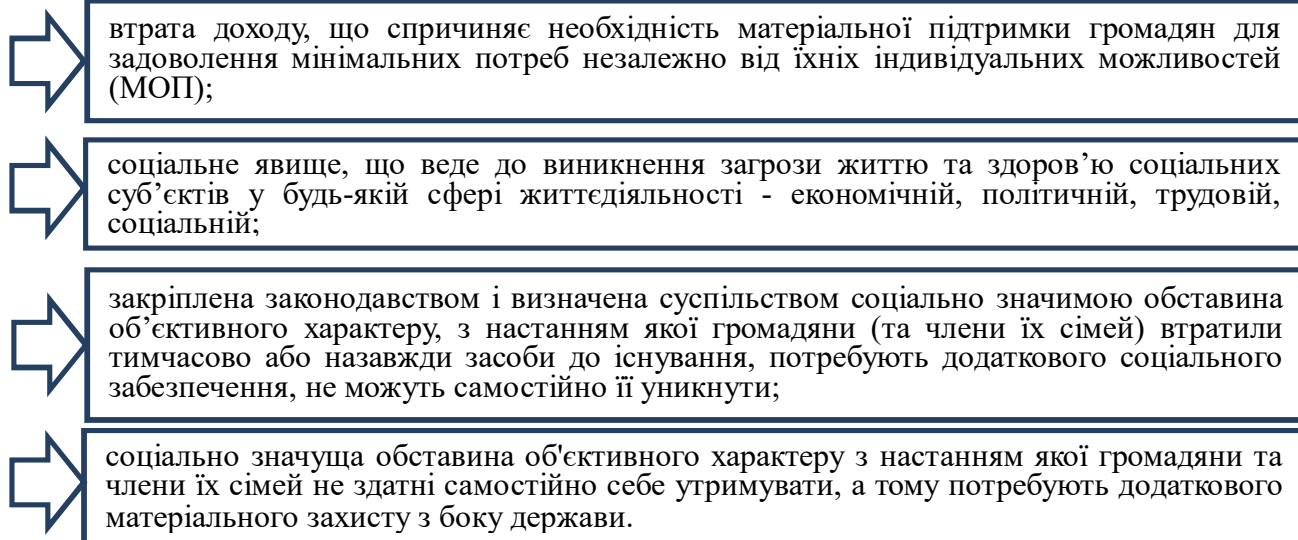 втрата доходу, що спричиняє необхідність матеріальної підтримки громадян для
задоволення мінімальних потреб незалежно від їхніх індивідуальних можливостей
(МОП);
соціальне явище, що веде до виникнення загрози життю та здоров’ю соціальних
суб’єктів у будь-якій сфері життєдіяльності - економічній, політичній, трудовій,
соціальній;
закріплена законодавством і визначена суспільством соціально значимою обставина
об’єктивного характеру, з настанням якої громадяни (та члени їх сімей) втратили
тимчасово або назавжди засоби до існування, потребують додаткового соціального
забезпечення, не можуть самостійно її уникнути;
соціально значуща обставина об'єктивного характеру з настанням якої громадяни та
члени їх сімей не здатні самостійно себе утримувати, а тому потребують додаткового
матеріального захисту з боку держави.